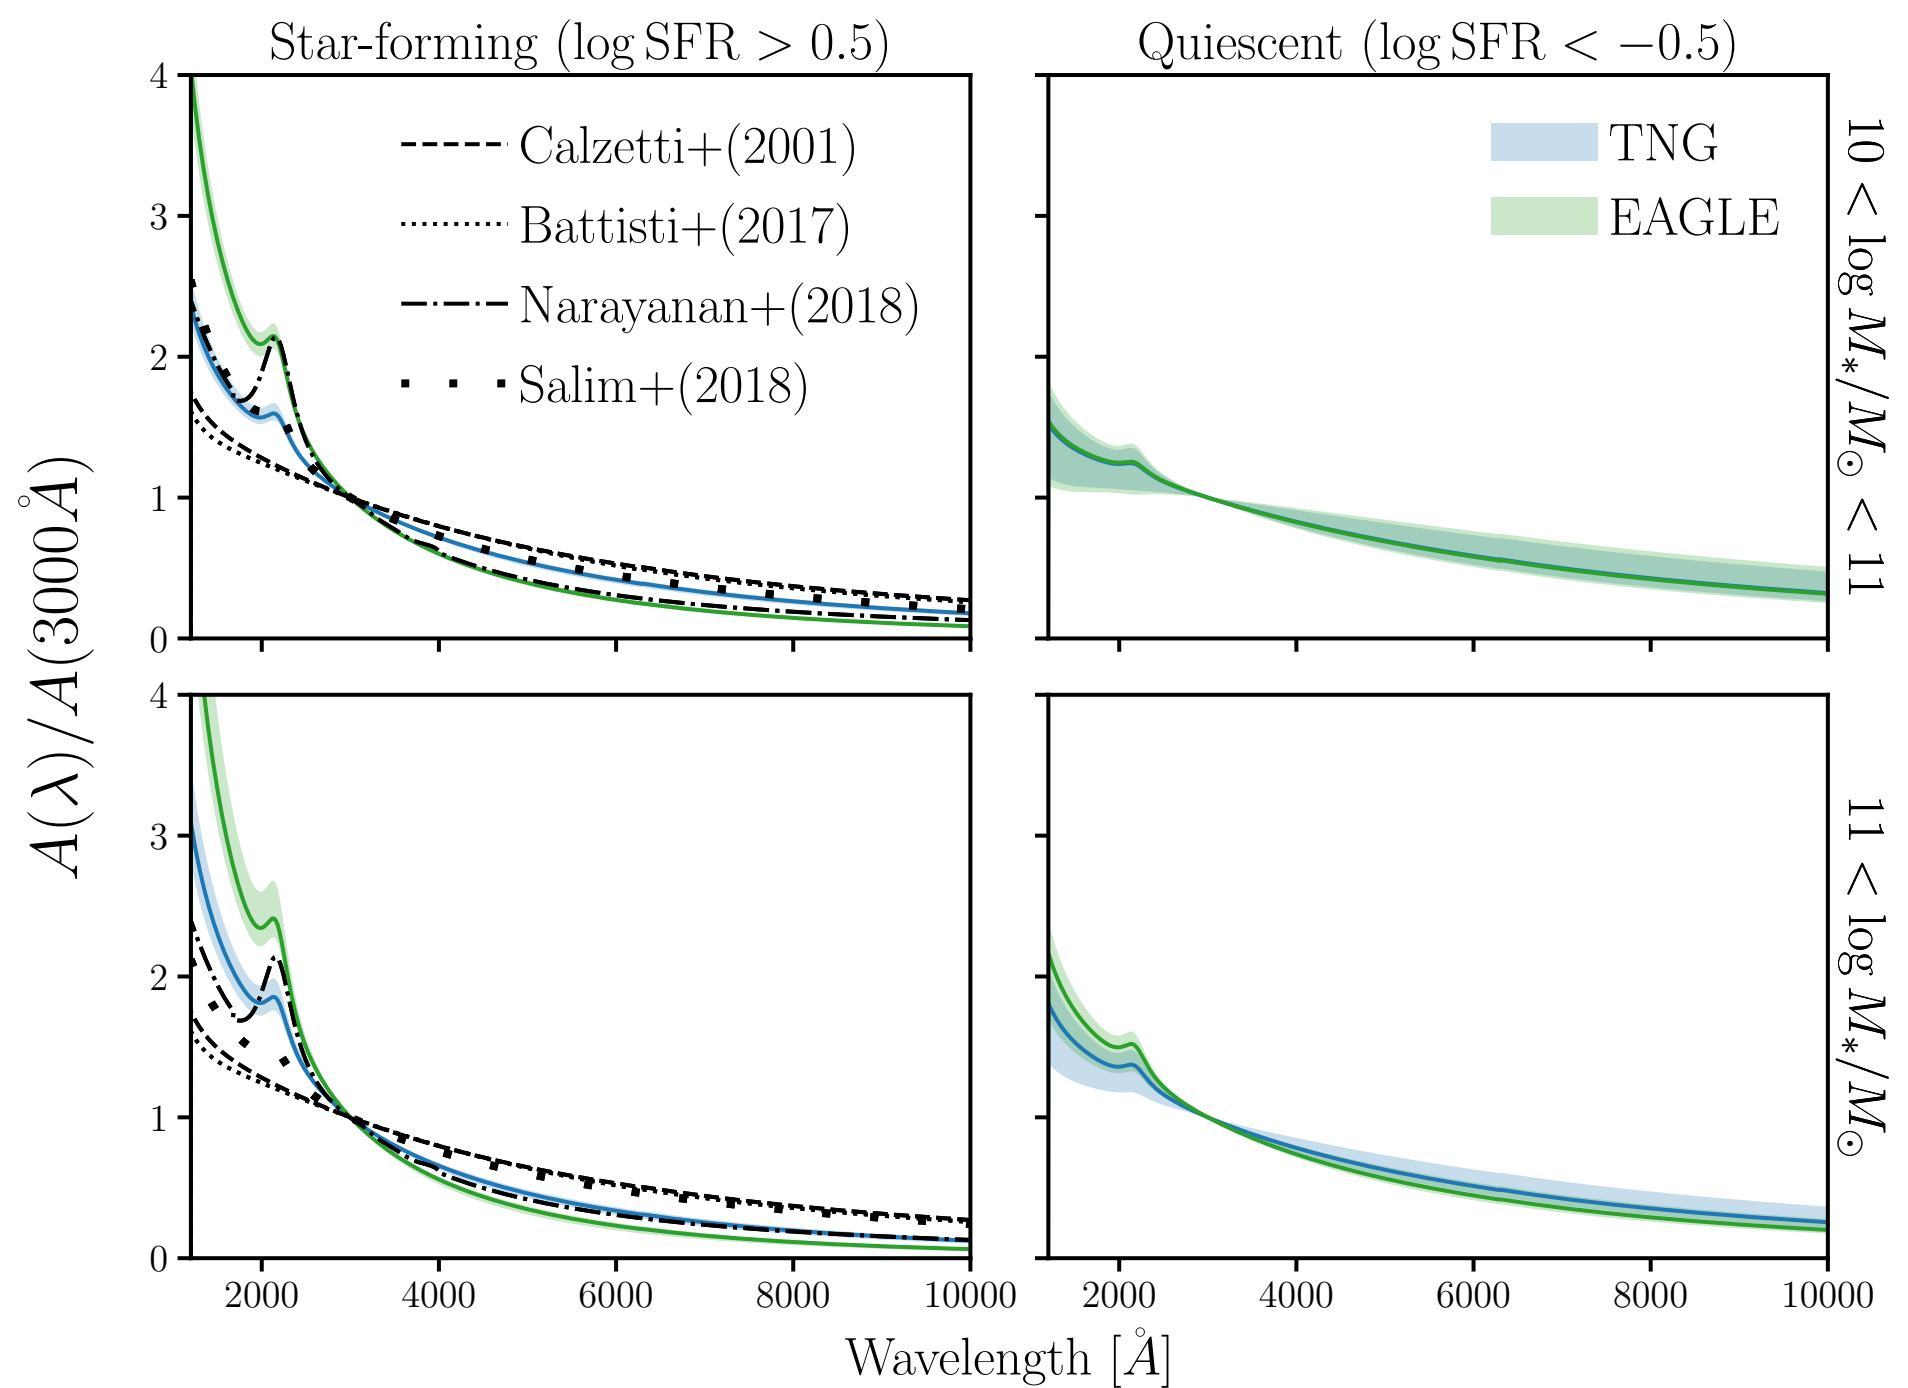 Star-forming (log SFR > 0.5)
Quiescent (log SFR < −0.5)
4
3
2
1
0
Calzetti+(2001)
Battisti+(2017)
Narayanan+(2018)
Salim+(2018)
TNG
EAGLE
10 < log M∗/M⊙ < 11
A(λ)/A(3000Å)
4
3
2
1
0
11 < log M∗/M⊙
2000 4000 6000 8000 10000
2000 4000 6000 8000 10000
Wavelength [Å]